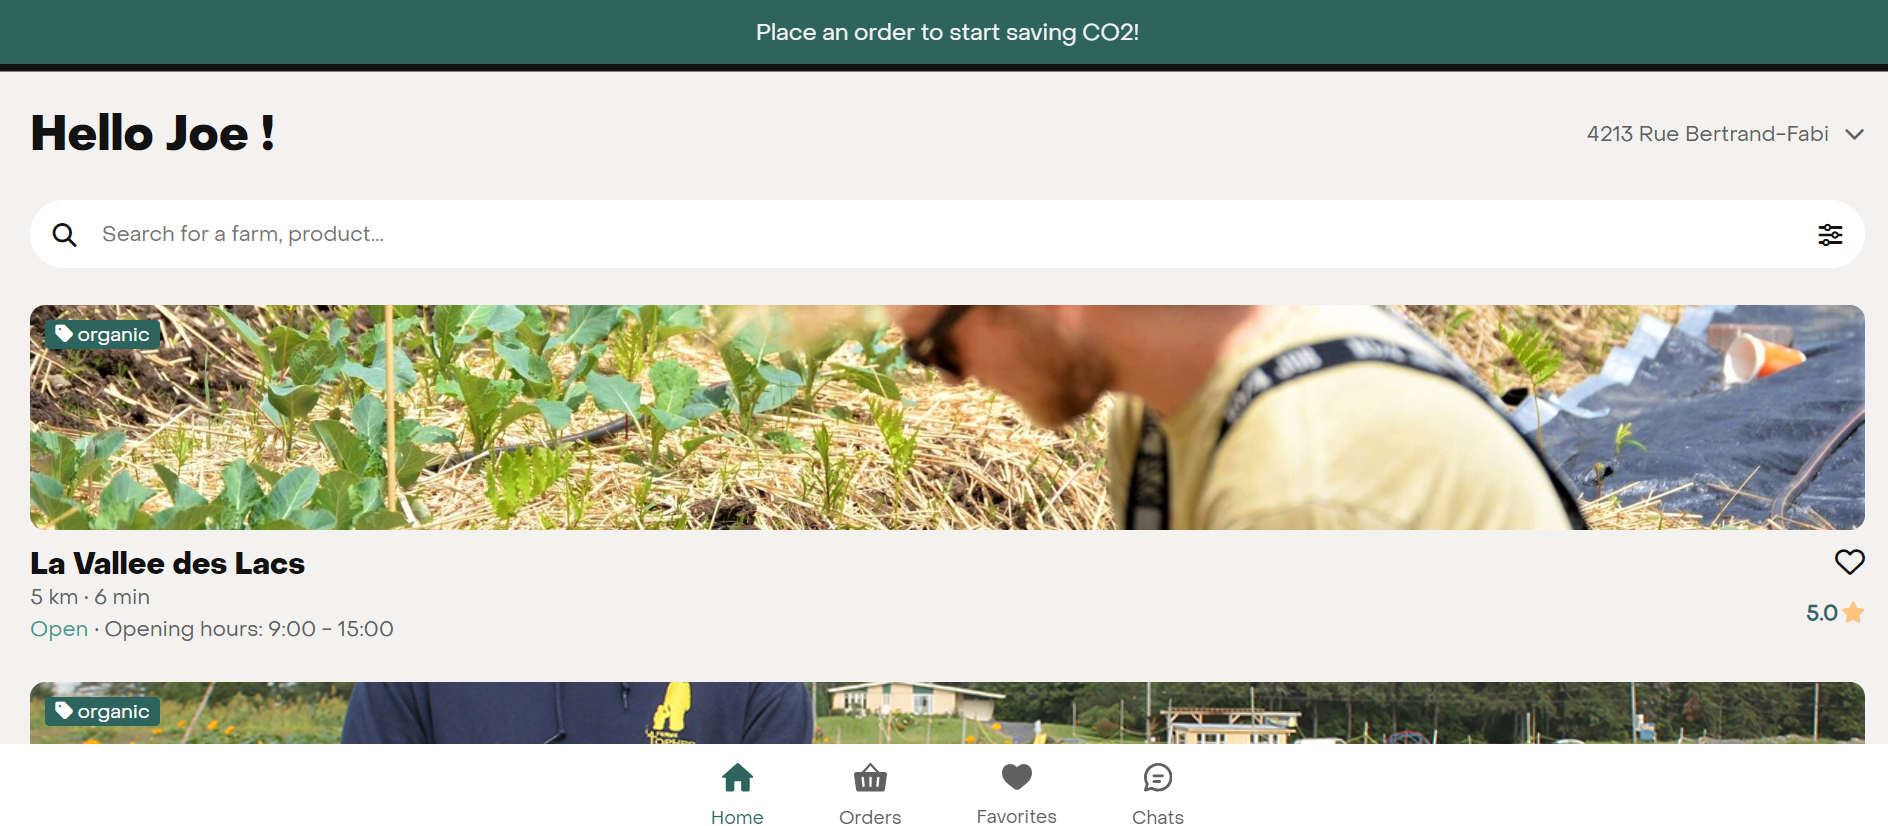 Place an order to start saving CO2!
Hello Joe !
4213 Rue Bertrand-Fabi
Search for a farm, product...
organic
La Vallee des Lacs
5 km · 6 min
Open · Opening hours: 9:00 - 15:00
5.0
organic
Home
Orders
Favorites
Chats